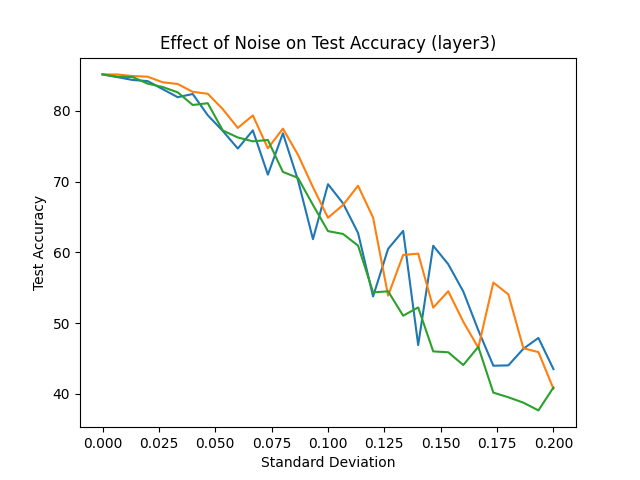 Effect of Noise on Test Accuracy (layer3)
Test Accuracy
80
70
60
50
40
0.000 0.025 0.050 0.075 0.100 0.125 0.150 0.175 0.200
Standard Deviation